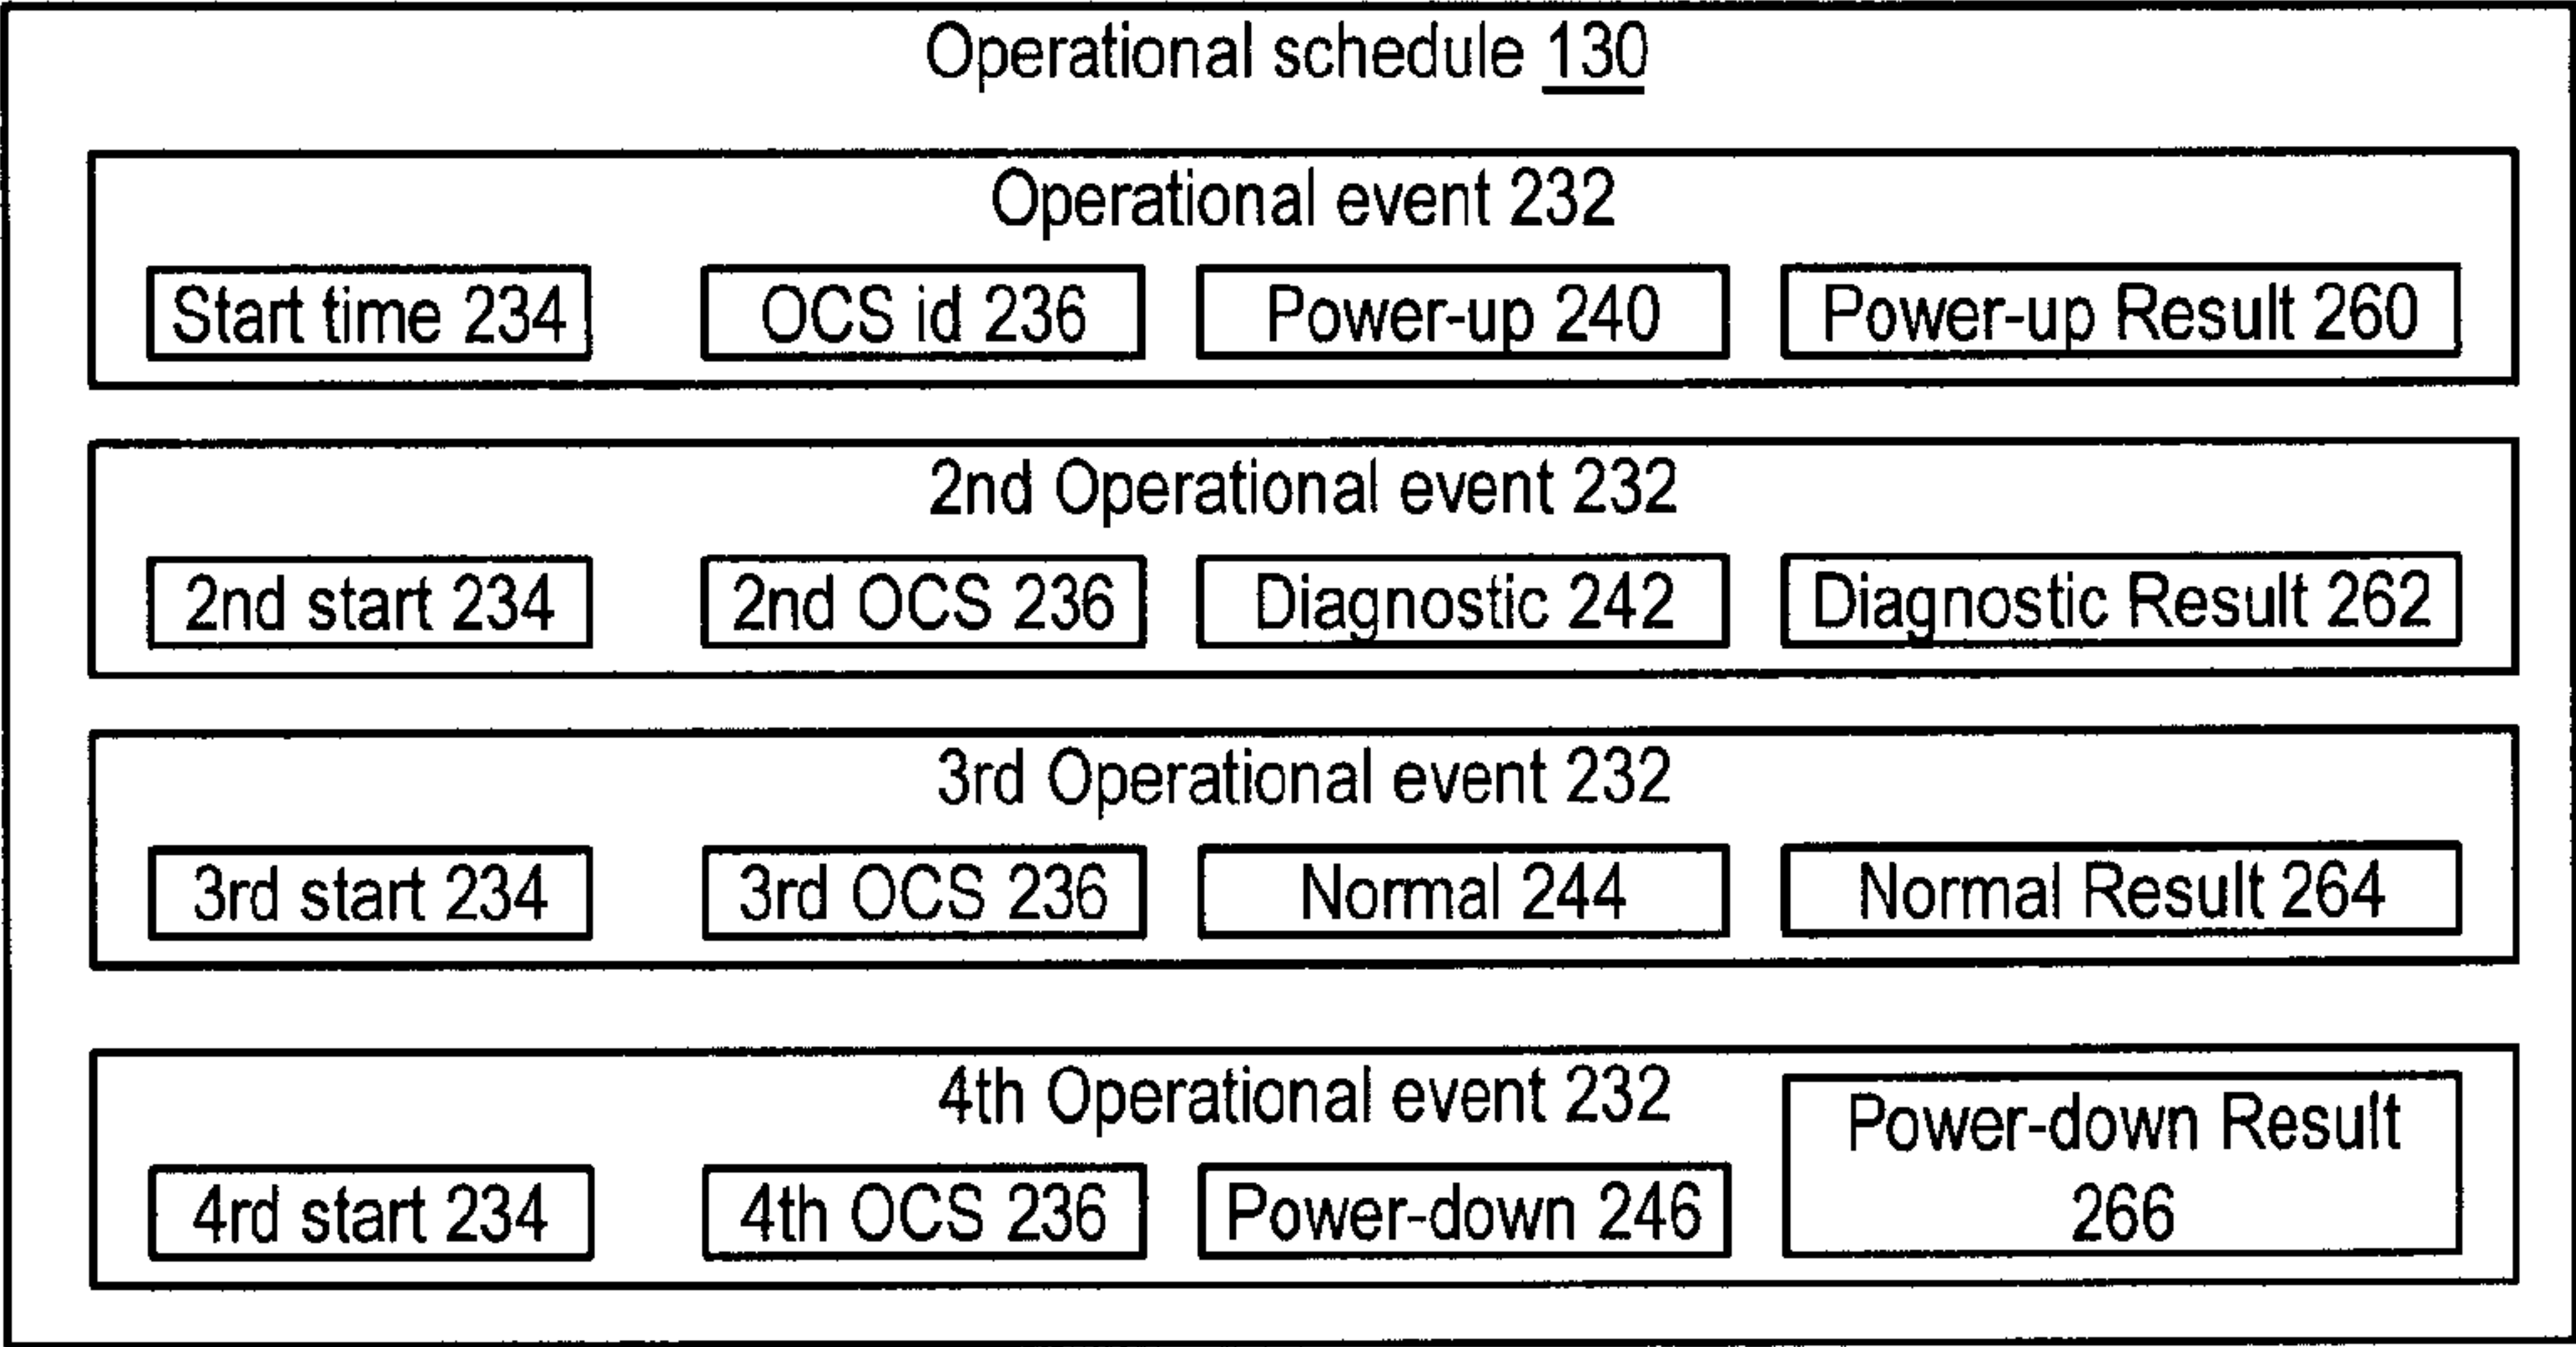 Operational schedule 130
Operational event 232
Start time 234 OCS id 236 Power-up 240 Power-up Result 260
2nd Operational event 232
2nd start 234 2nd OCS 236 Diagnostic 242 Diagnostic Result 262
3rd Operational event 232
3rd start 234 3rd OCS 236 Normal 244 Normal Result 264
4th Operational event 232
4rd start 234 4th OCS 236 Power-down 246 Power-down Result
266